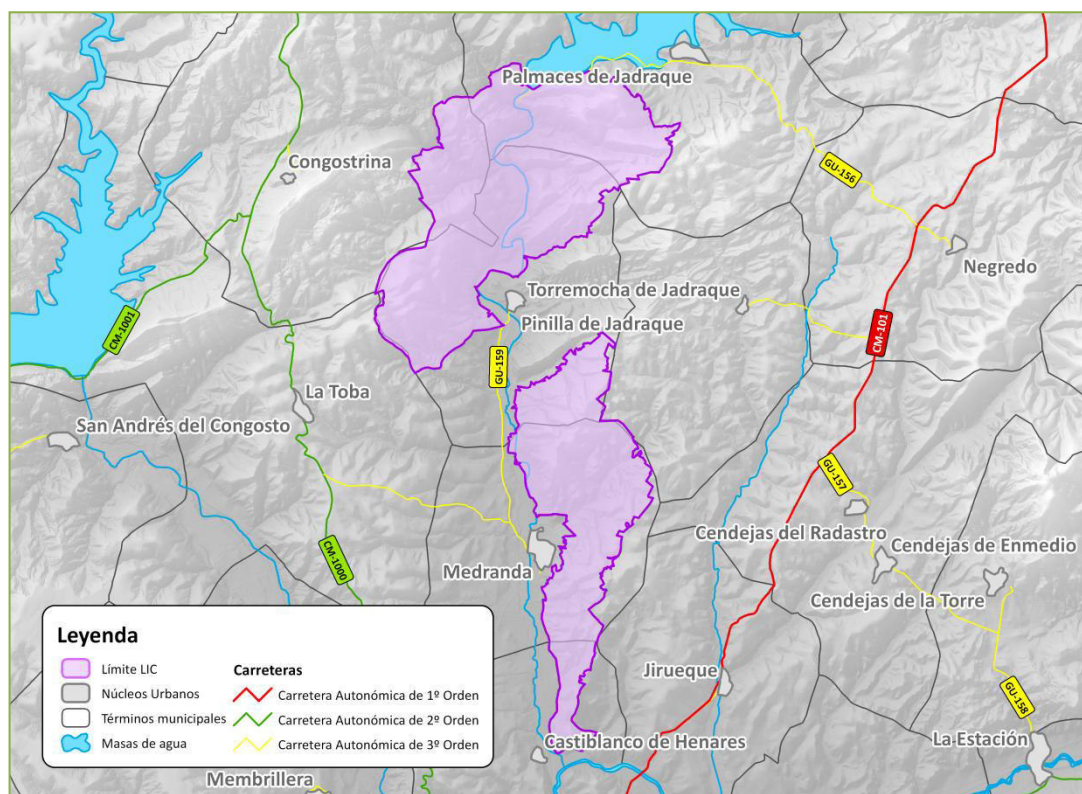 Palmaces de Jadraque
Congostrina
GU-156
Negredo
Torremocha de Jadraque
Pinilla de Jadraque
CM-1001
CM-101
GU-159
La Toba
San Andrés del Congosto
GU-157
Cendejas del Radastro
Cendejas de Enmedio
Medranda
CM-1000
Cendejas de la Torre
Jirueque
GU-158
La Estación
Castiblanco de Henares
Membrillera
Leyenda
Límite LIC
Núcleos Urbanos
Términos municipales
Masas de agua
Carreteras
Carretera Autonómica de 1º Orden
Carretera Autonómica de 2º Orden
Carretera Autonómica de 3º Orden